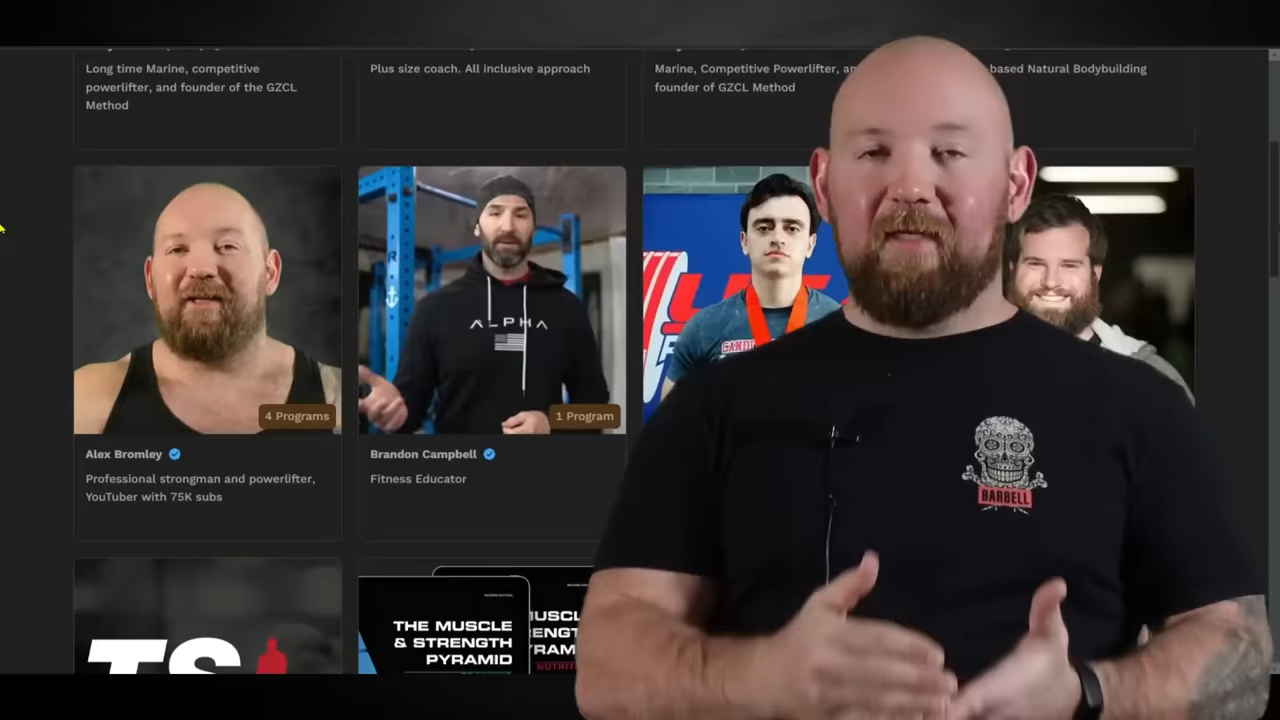 Long time Marine, competitive
powerlifter, and founder of the GZCL
Method
Plus size coach. All inclusive approach
Marine, Competitive Powerlifter, an
founder of GZCL Method
based Natural Bodybuilding
4 Programs
Alex Bromley
Professional strongman and powerlifter,
YouTuber with 75K subs
ALPHA
1 Program
Brandon Campbell
Fitness Educator
BARBELL
TS
THE MUSCLE
& STRENGTH
PYRAMID